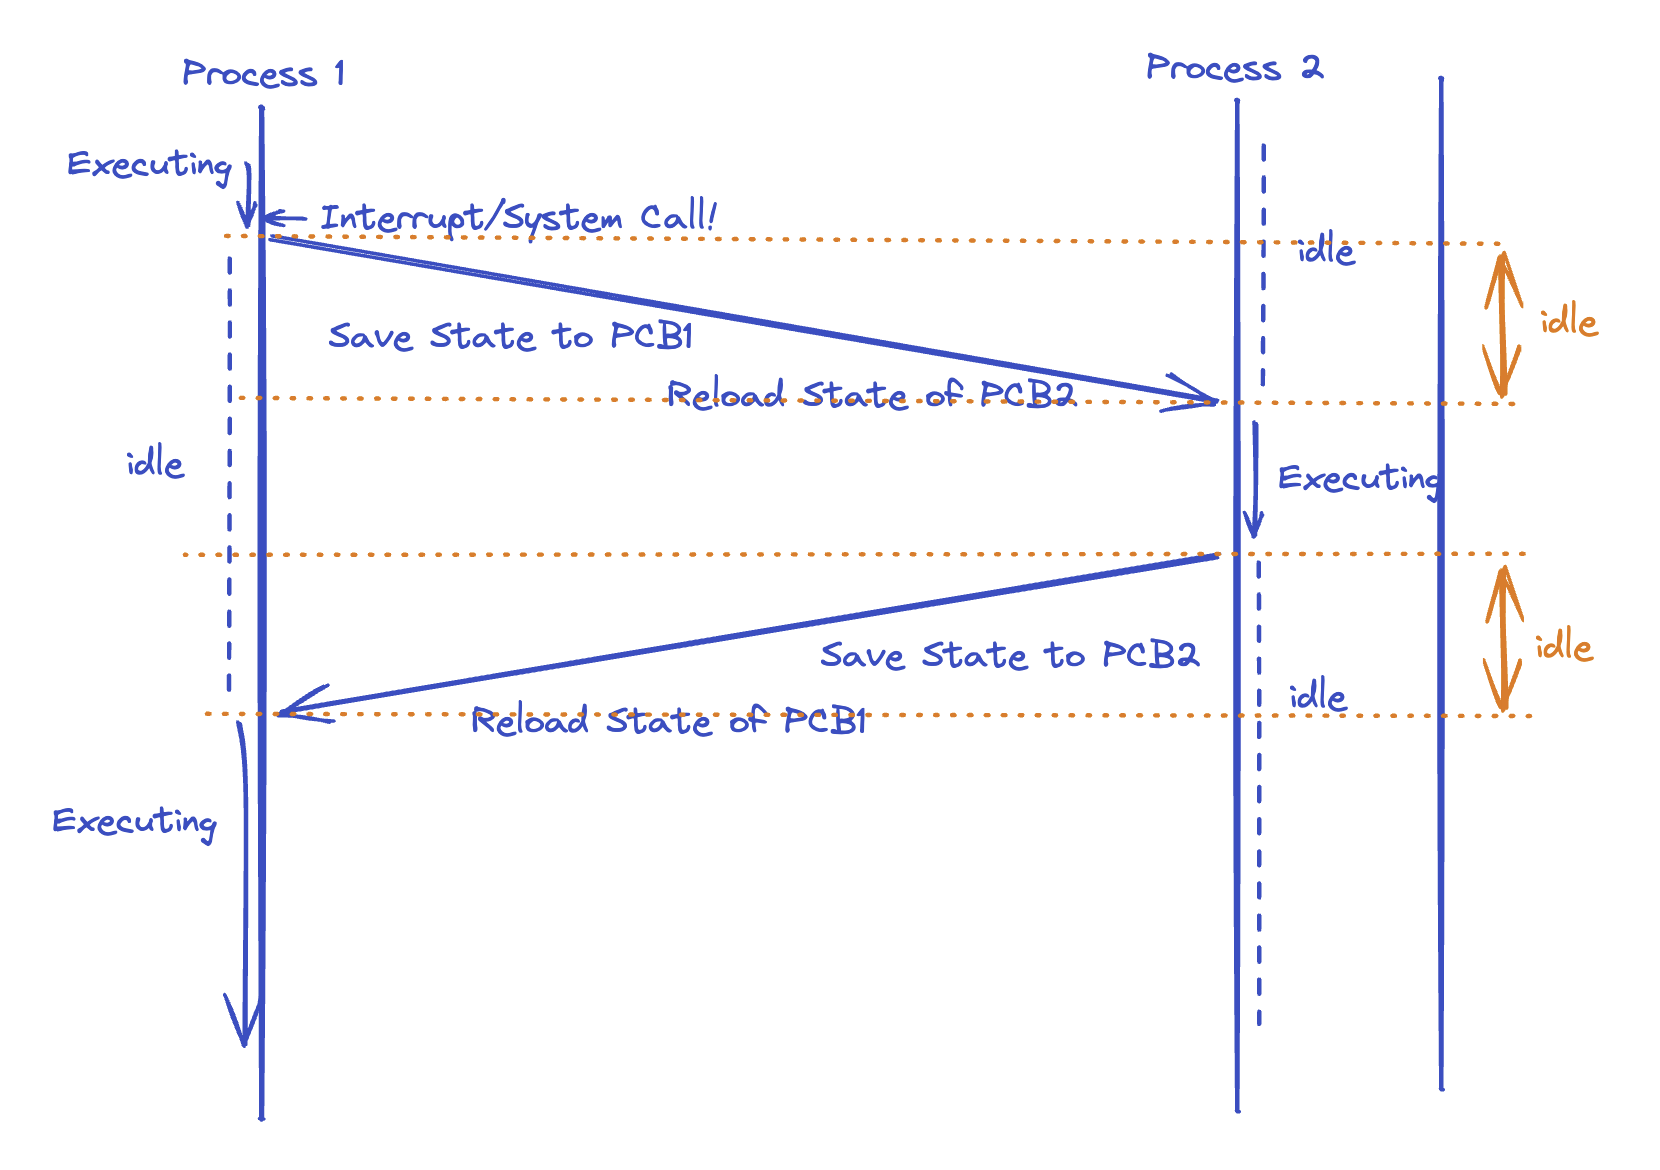 Process 1
Process 2
Executing
Interrupt/System Call!
idle
idle
Save State to PCB1
Reload State of PCB2
idle
Executing
Save State to PCB2
idle
idle
Reload State of PCB1
Executing